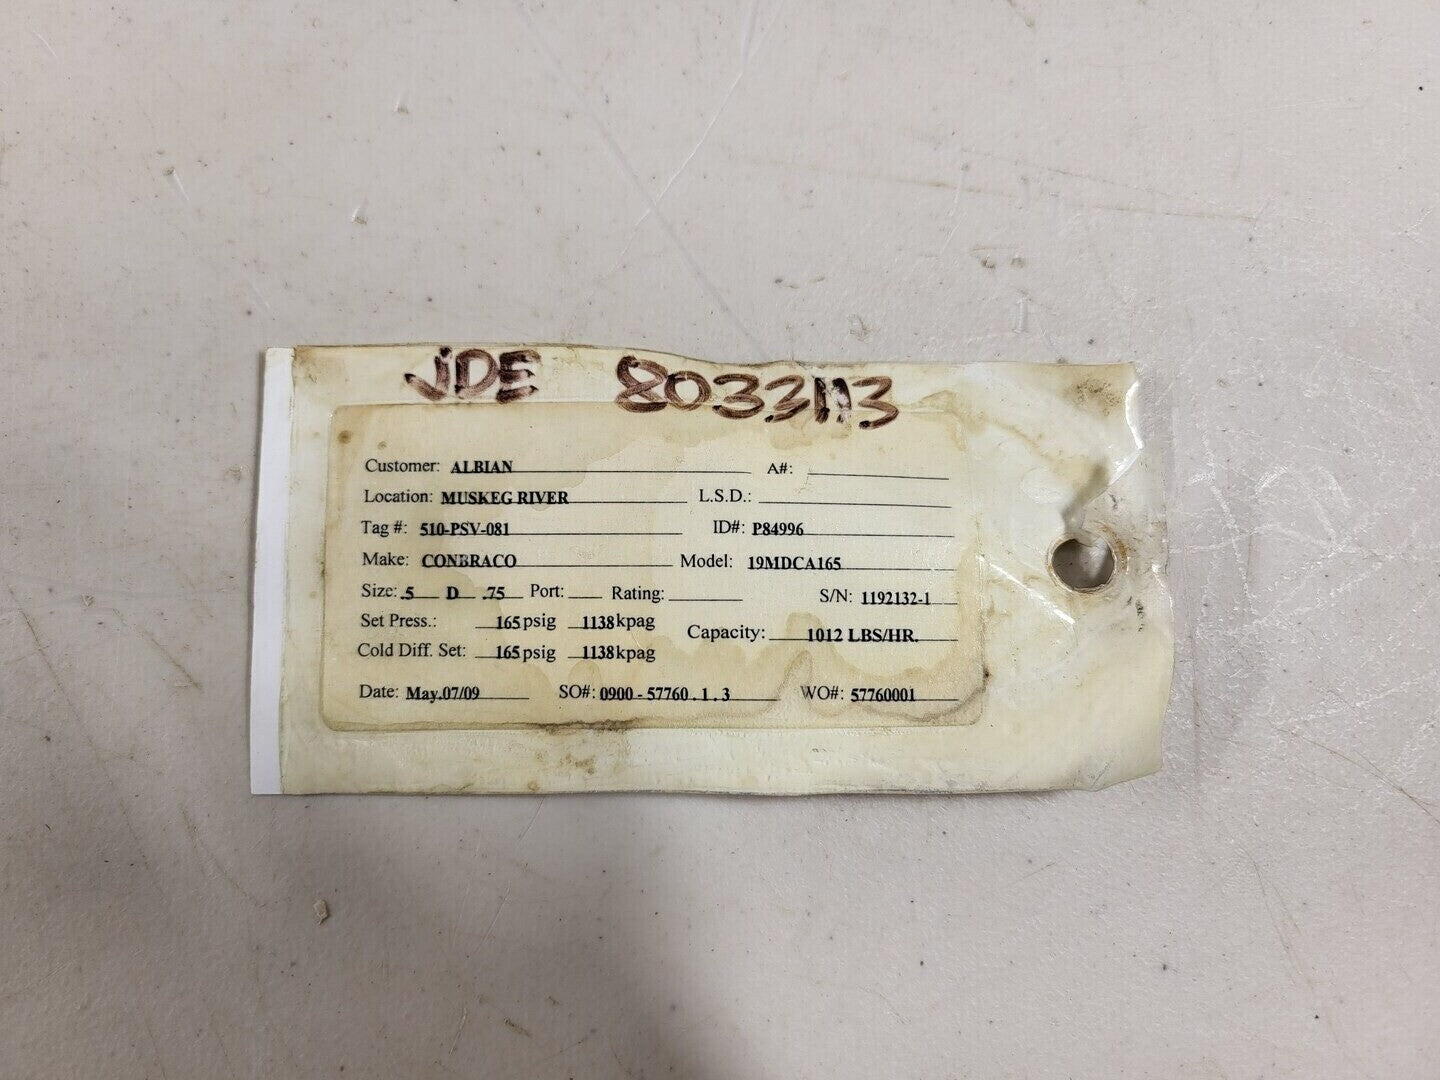 JDE 8033113
Customer: ALBIAN A#:
Location: MUSKEG RIVER L.S.D.:
Tag #: 510-PSV-081 ID#: P84996
Make: CONBRACO Model: 19MDCA165
Size: .5 D .75 Port: Rating: S/N: 1192132-1
Set Press.: 165 psig 1138 kpag
Capacity: 1012 LBS/HR.
Cold Diff. Set: 165 psig 1138 kpag
Date: May.07/09 SO#: 0900 - 57760 . 1 . 3 WO#: 57760001